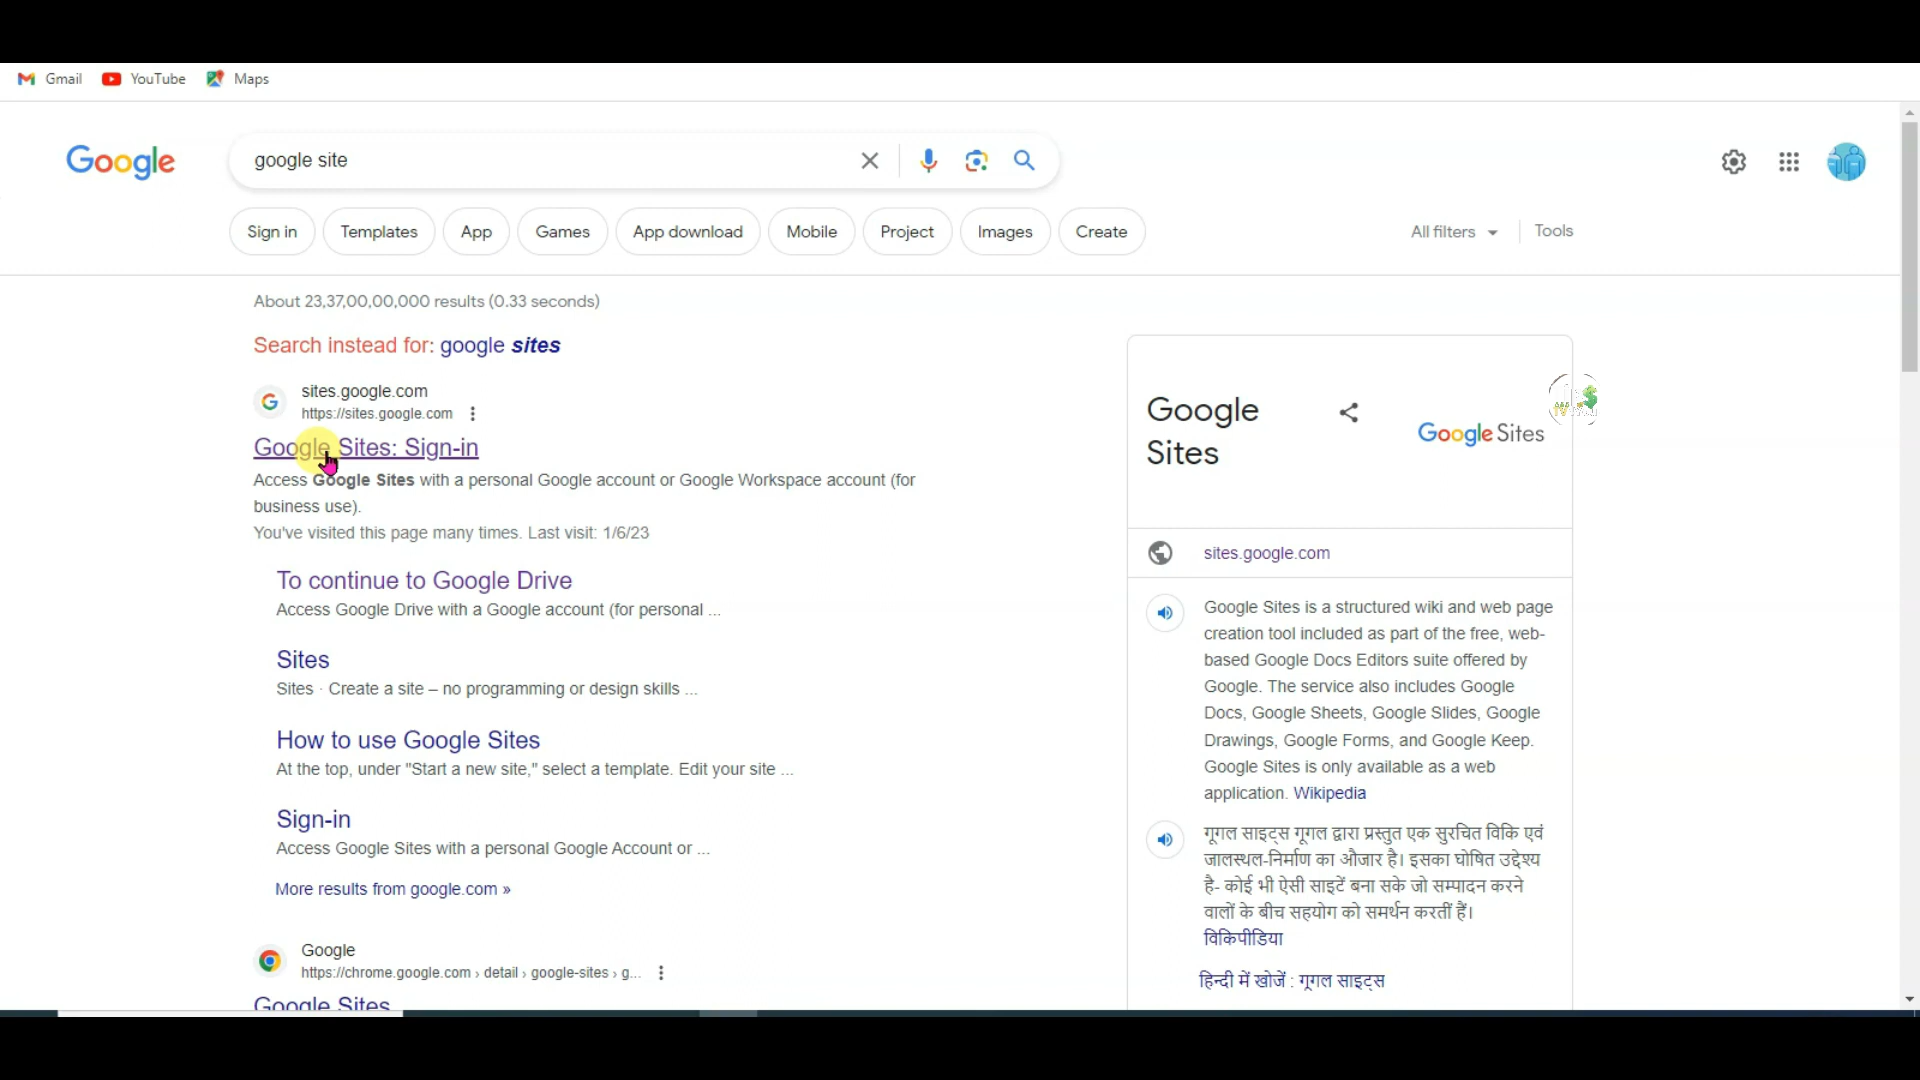 Gmail YouTube Maps
Google google site
Sign in Templates App Games App download Mobile Project Images Create All filters Tools
About 23,37,00,00,000 results (0.33 seconds)
Search instead for: google sites
sites.google.com
https://sites.google.com
Google Sites: Sign-in
Access Google Sites with a personal Google account or Google Workspace account (for
business use).
You've visited this page many times. Last visit: 1/6/23
To continue to Google Drive
Access Google Drive with a Google account (for personal ...
Sites
Sites · Create a site – no programming or design skills ...
How to use Google Sites
At the top, under "Start a new site," select a template. Edit your site ...
Sign-in
Access Google Sites with a personal Google Account or ...
More results from google.com »
Google
https://chrome.google.com › detail › google-sites › g...
Google Sites
Google
Sites
Google Sites
sites.google.com
Google Sites is a structured wiki and web page
creation tool included as part of the free, web-
based Google Docs Editors suite offered by
Google. The service also includes Google
Docs, Google Sheets, Google Slides, Google
Drawings, Google Forms, and Google Keep.
Google Sites is only available as a web
application. Wikipedia
गूगल साइट्स गूगल द्वारा प्रस्तुत एक सुरचित विकि एवं
जालस्थल-निर्माण का औजार है। इसका घोषित उद्देश्य
है- कोई भी ऐसी साइटें बना सके जो सम्पादन करने
वालों के बीच सहयोग को समर्थन करतीं हैं।
विकिपीडिया
हिन्दी में खोजें : गूगल साइट्स